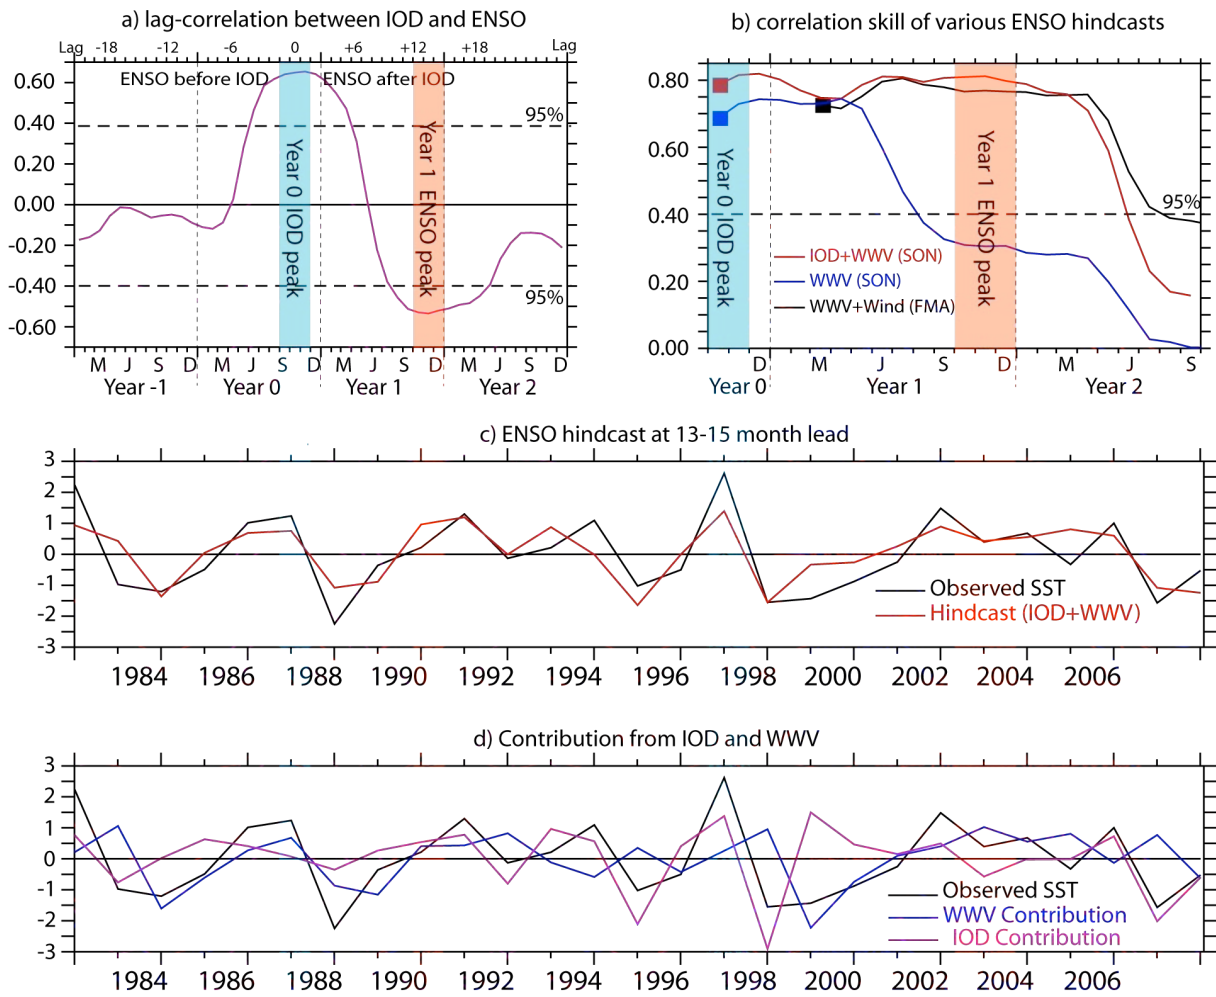 a) lag-correlation between IOD and ENSO
Lag -18 -12 -6 0 +6 +12 +18 Lag
ENSO before IOD ENSO after IOD
0.60
0.40
0.20
0.00
-0.20
-0.40
-0.60
95%
95%
Year 0 IOD peak
Year 1 ENSO peak
M J S D M J S D M J S D M J S D
Year -1 Year 0 Year 1 Year 2
b) correlation skill of various ENSO hindcasts
0.80
0.60
0.40
0.20
0.00
95%
Year 0 IOD peak
Year 1 ENSO peak
IOD+WWV (SON)
WWV (SON)
WWV+Wind (FMA)
D M J S D M J S
Year 0 Year 1 Year 2
c) ENSO hindcast at 13-15 month lead
3
2
1
0
-1
-2
-3
Observed SST
Hindcast (IOD+WWV)
1984 1986 1988 1990 1992 1994 1996 1998 2000 2002 2004 2006
d) Contribution from IOD and WWV
3
2
1
0
-1
-2
-3
Observed SST
WWV Contribution
IOD Contribution
1984 1986 1988 1990 1992 1994 1996 1998 2000 2002 2004 2006